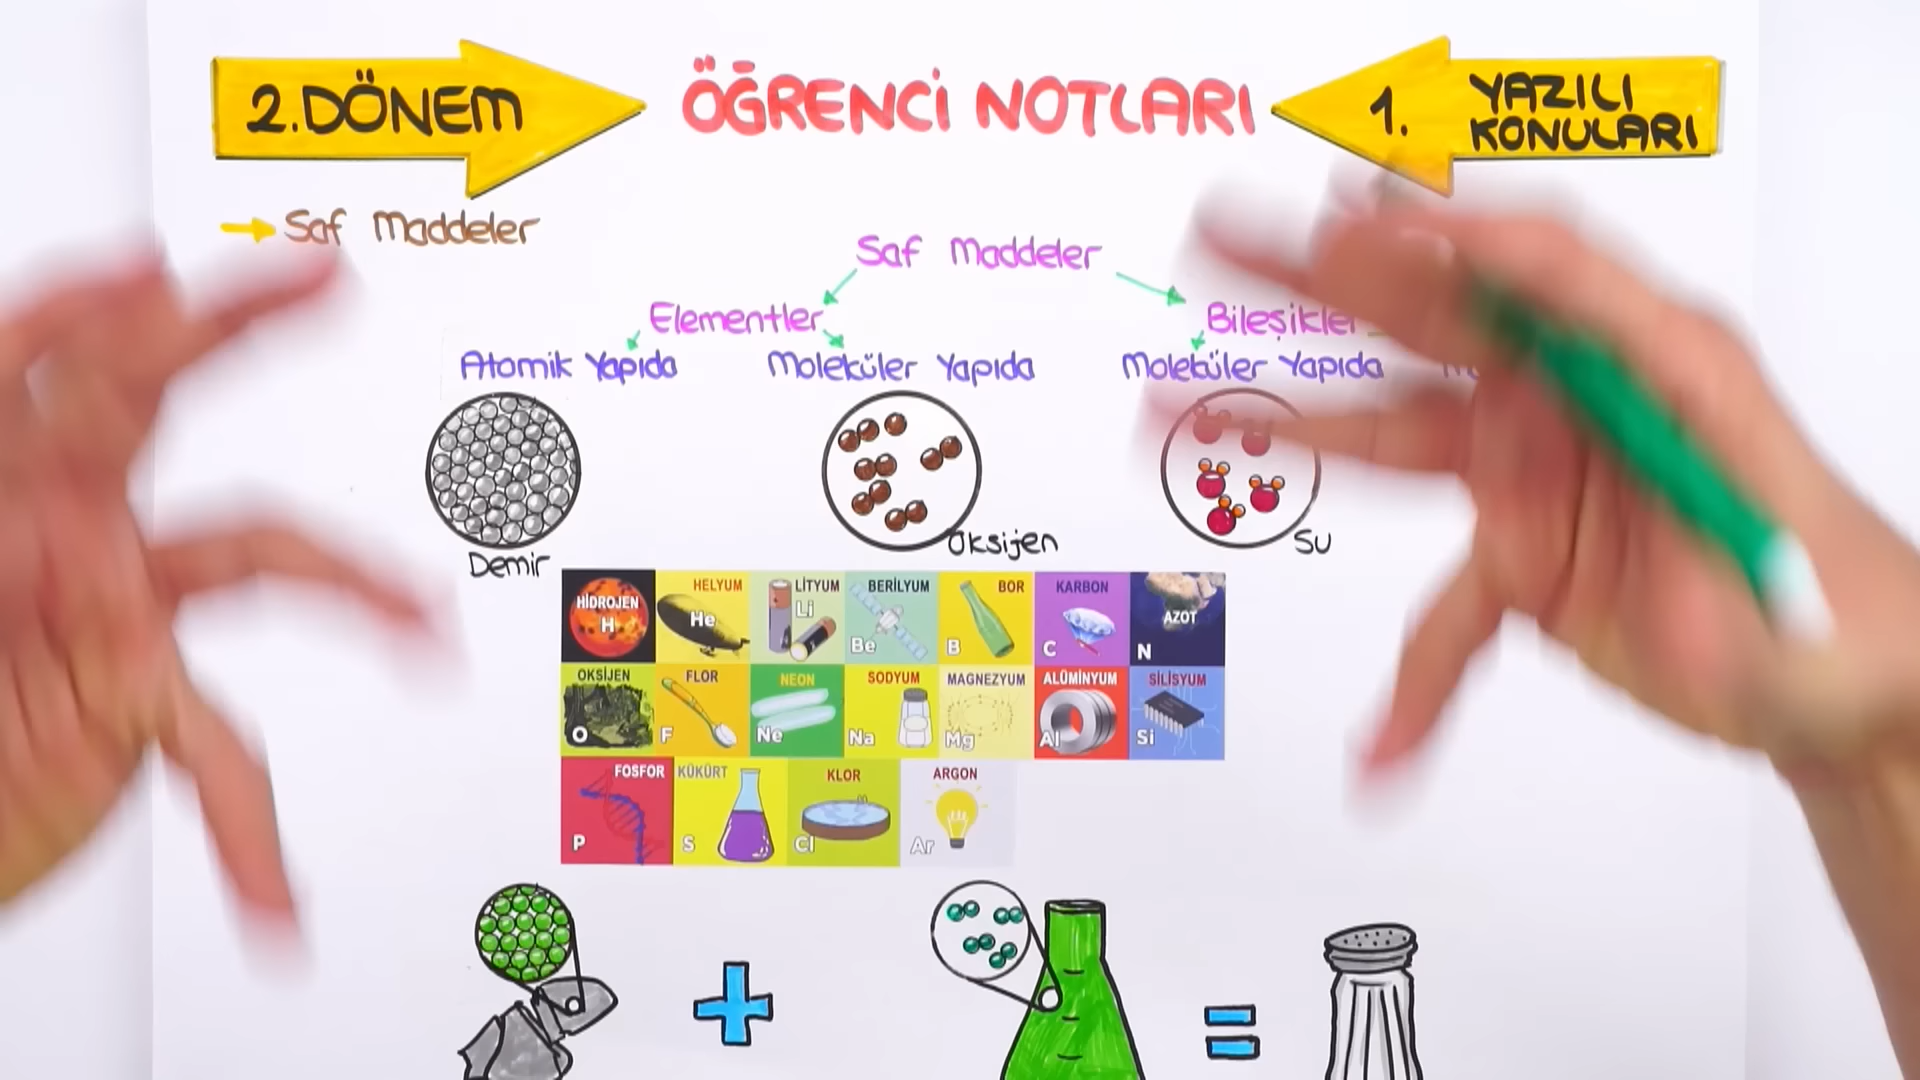 2.DÖNEM
ÖĞRENCİ NOTLARI
1. YAZILI
KONULARI
Saf Maddeler
Saf Maddeler
Elementler
Bileşikler
Atomik Yapıda
Moleküler Yapıda
Moleküler Yapıda
Demir
Oksijen
Su
HİDROJEN
H
HELYUM
He
LİTYUM
Li
BERİLYUM
Be
BOR
B
KARBON
C
AZOT
N
OKSİJEN
O
FLOR
F
NEON
Ne
SODYUM
Na
MAGNEZYUM
Mg
ALÜMİNYUM
Al
SİLİSYUM
Si
FOSFOR
P
KÜKÜRT
S
KLOR
Cl
ARGON
Ar
+
=